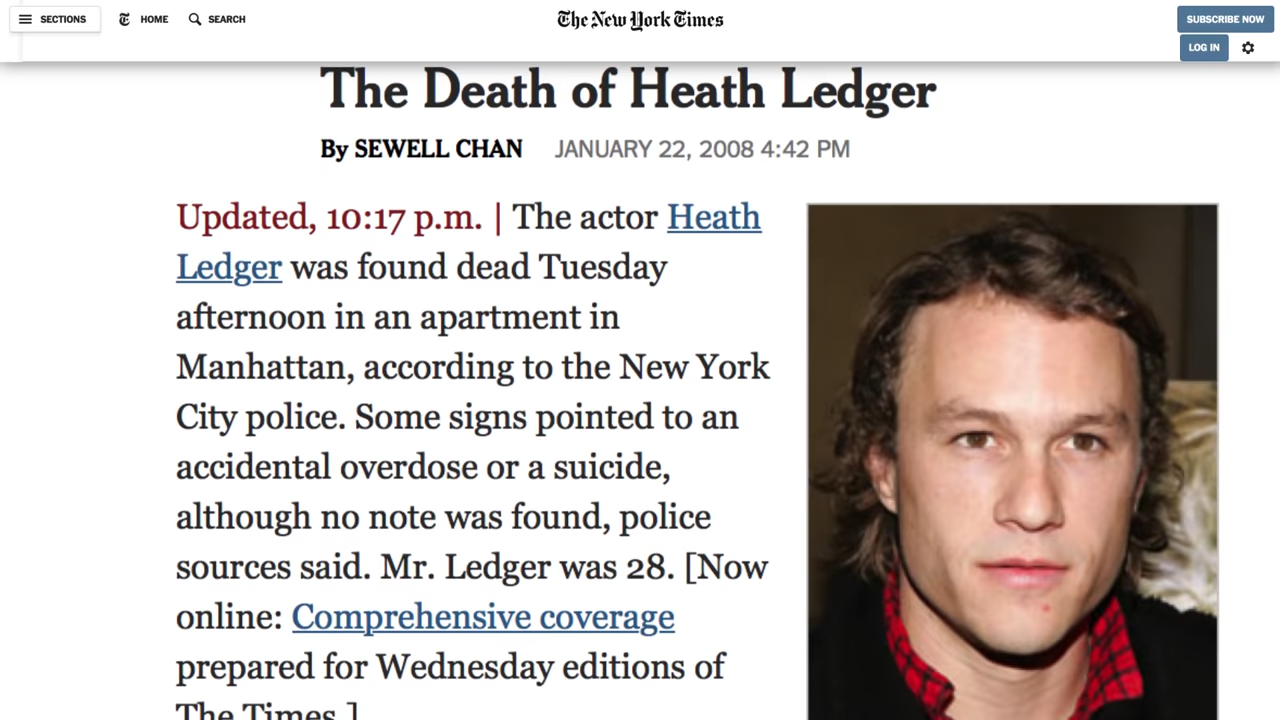 SECTIONS HOME SEARCH The New York Times SUBSCRIBE NOW
LOG IN
The Death of Heath Ledger
By SEWELL CHAN JANUARY 22, 2008 4:42 PM
Updated, 10:17 p.m. | The actor Heath
Ledger was found dead Tuesday
afternoon in an apartment in
Manhattan, according to the New York
City police. Some signs pointed to an
accidental overdose or a suicide,
although no note was found, police
sources said. Mr. Ledger was 28. [Now
online: Comprehensive coverage
prepared for Wednesday editions of
The Times.]